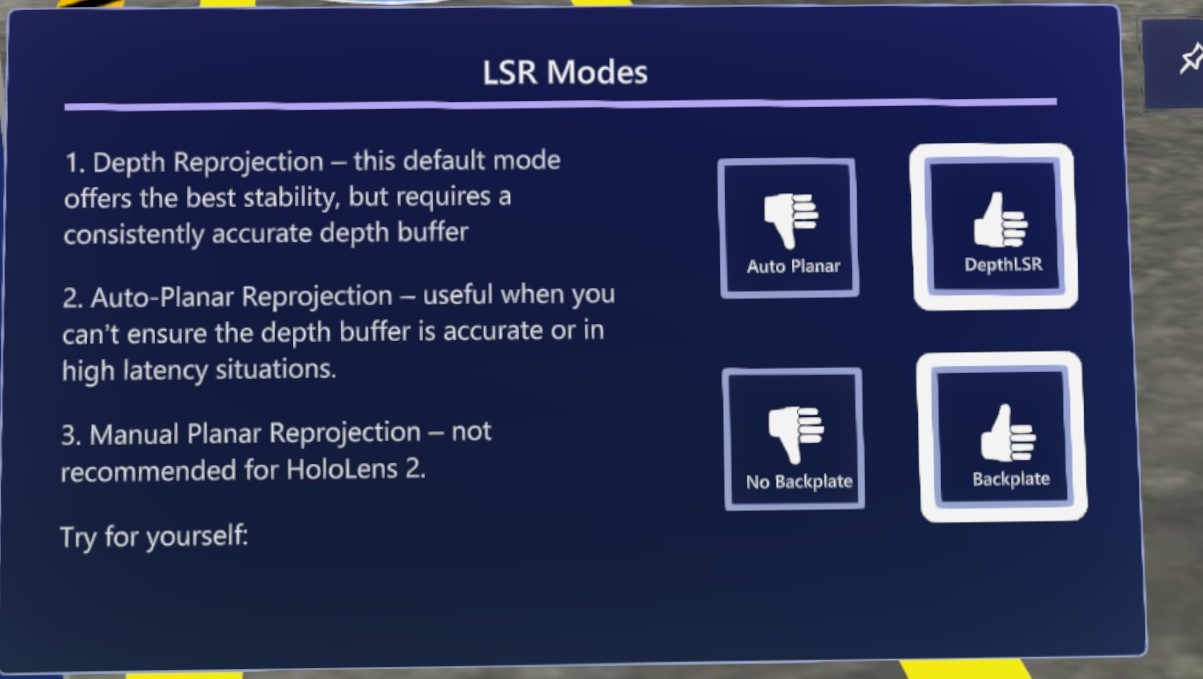 LSR Modes
1. Depth Reprojection – this default mode
offers the best stability, but requires a
consistently accurate depth buffer
2. Auto-Planar Reprojection – useful when you
can't ensure the depth buffer is accurate or in
high latency situations.
3. Manual Planar Reprojection – not
recommended for HoloLens 2.
Try for yourself:
Auto Planar
DepthLSR
No Backplate
Backplate